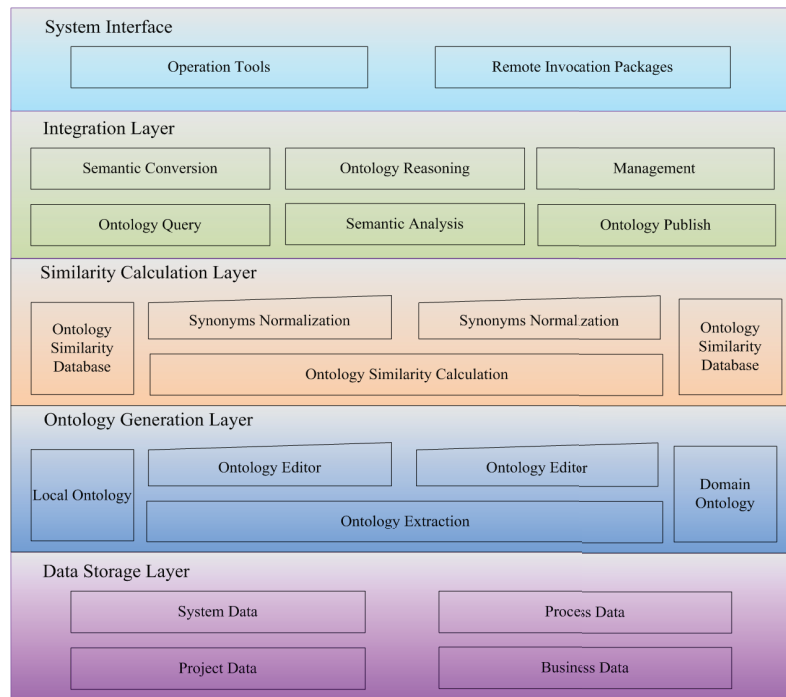 System Interface
Operation Tools
Remote Invocation Packages
Integration Layer
Semantic Conversion
Ontology Reasoning
Management
Ontology Query
Semantic Analysis
Ontology Publish
Similarity Calculation Layer
Ontology
Similarity
Database
Synonyms Normalization
Synonyms Normalization
Ontology
Similarity
Database
Ontology Similarity Calculation
Ontology Generation Layer
Local Ontology
Ontology Editor
Ontology Editor
Domain
Ontology
Ontology Extraction
Data Storage Layer
System Data
Process Data
Project Data
Business Data